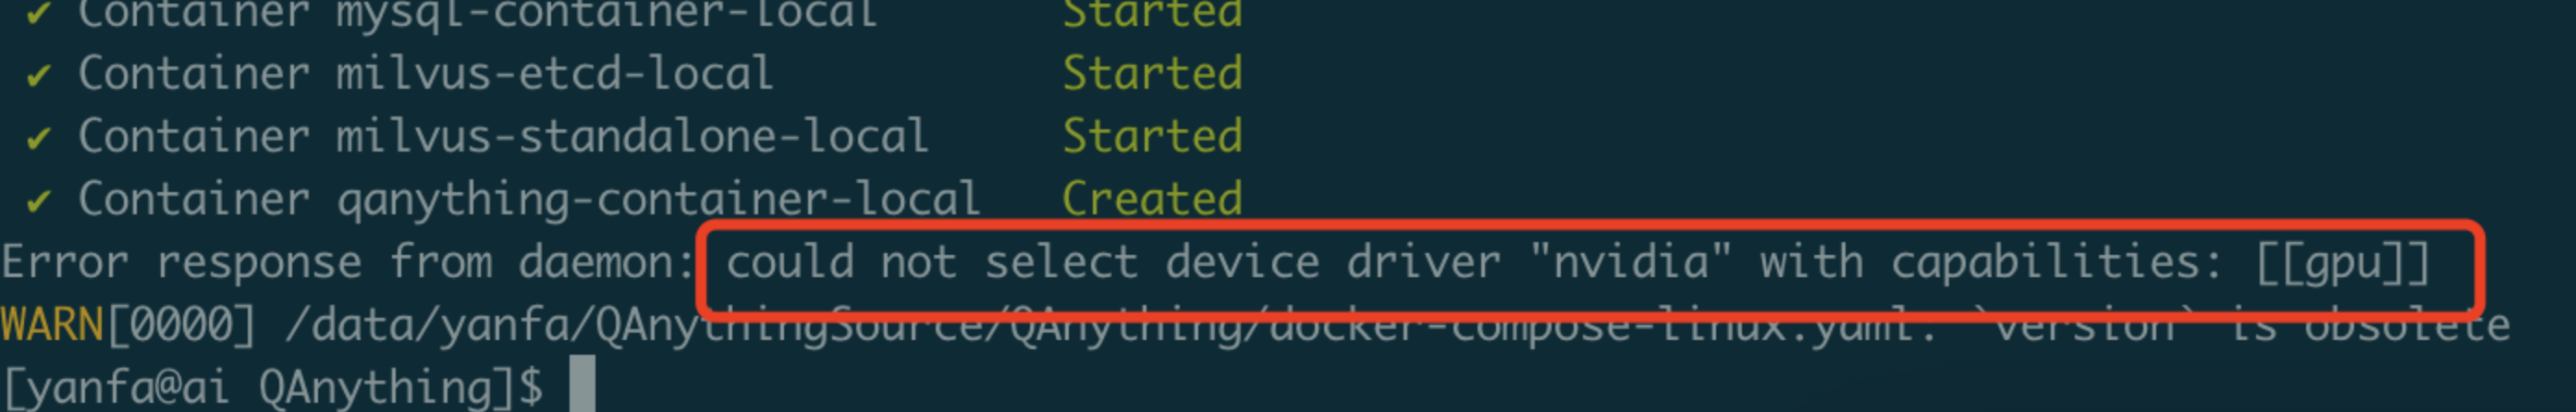 ✔ Container mysql-container-local Started
✔ Container milvus-etcd-local Started
✔ Container milvus-standalone-local Started
✔ Container qanything-container-local Created
Error response from daemon: could not select device driver "nvidia" with capabilities: [[gpu]]
WARN[0000] /data/yanfa/QAnythingSource/QAnything/docker-compose-linux.yaml: `version` is obsolete
[yanfa@ai QAnything]$